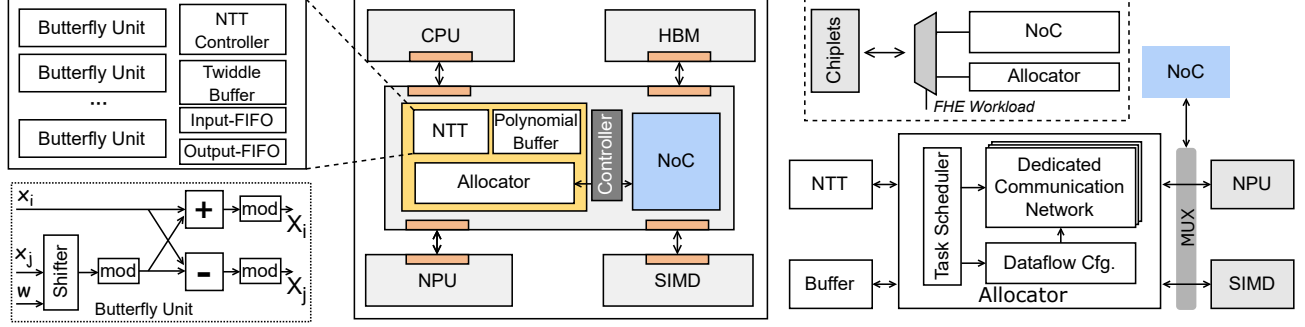 Butterfly Unit
Butterfly Unit
...
Butterfly Unit
NTT
Controller
Twiddle
Buffer
Input-FIFO
Output-FIFO
x_i
x_j
w
Shifter
mod
+
-
mod
mod
X_i
X_j
Butterfly Unit
CPU
HBM
NTT
Polynomial
Buffer
Allocator
Controller
NoC
NPU
SIMD
Chiplets
NoC
Allocator
FHE Workload
NoC
NTT
Buffer
Task Scheduler
Dedicated
Communication
Network
Dataflow Cfg.
Allocator
MUX
NPU
SIMD